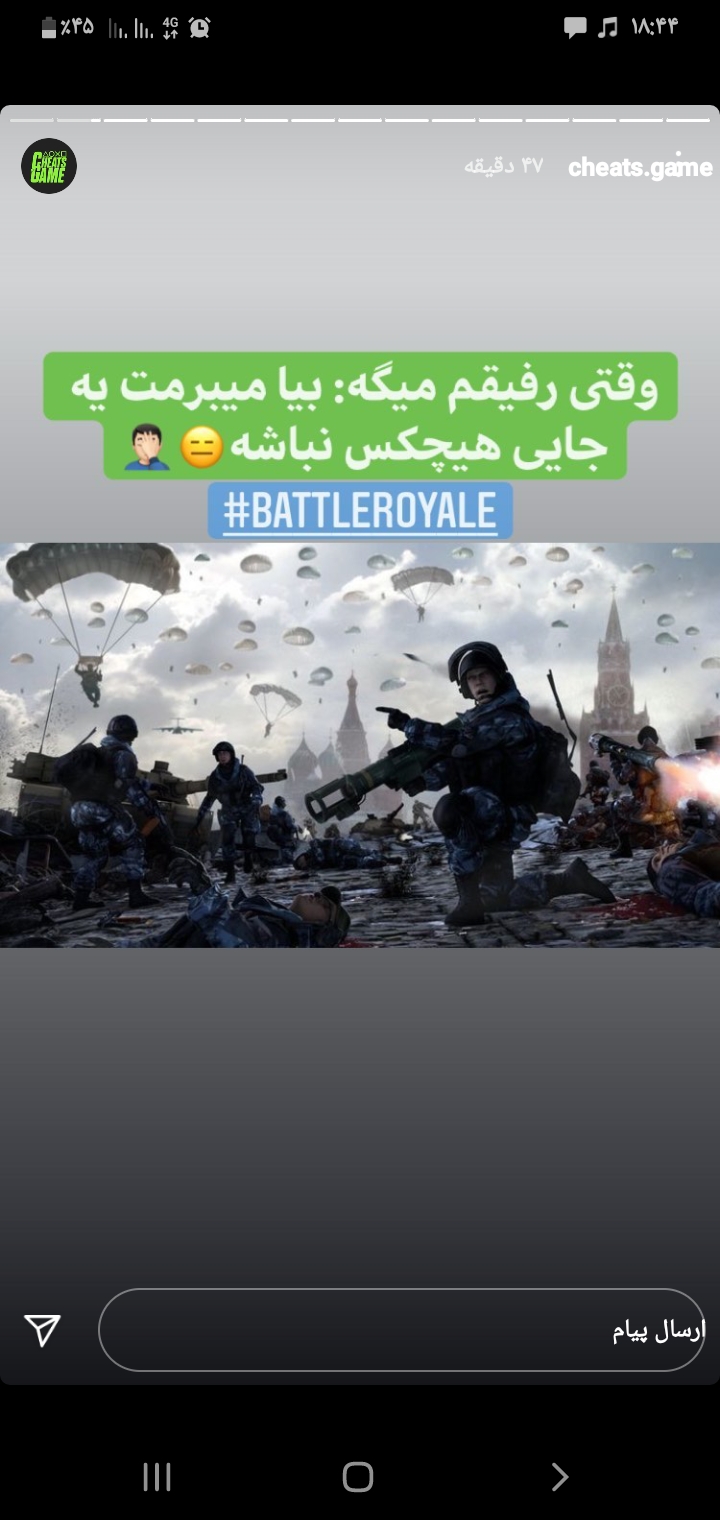 ٪۴۵ 4G ۱۸:۴۴
CHEATS
GAME
cheats.game ۴۷ دقیقه
وقتی رفیقم میگه: بیا میبرمت یه
جایی هیچکس نباشه😑🤦🏻‍♂️
#BATTLEROYALE
ارسال پیام